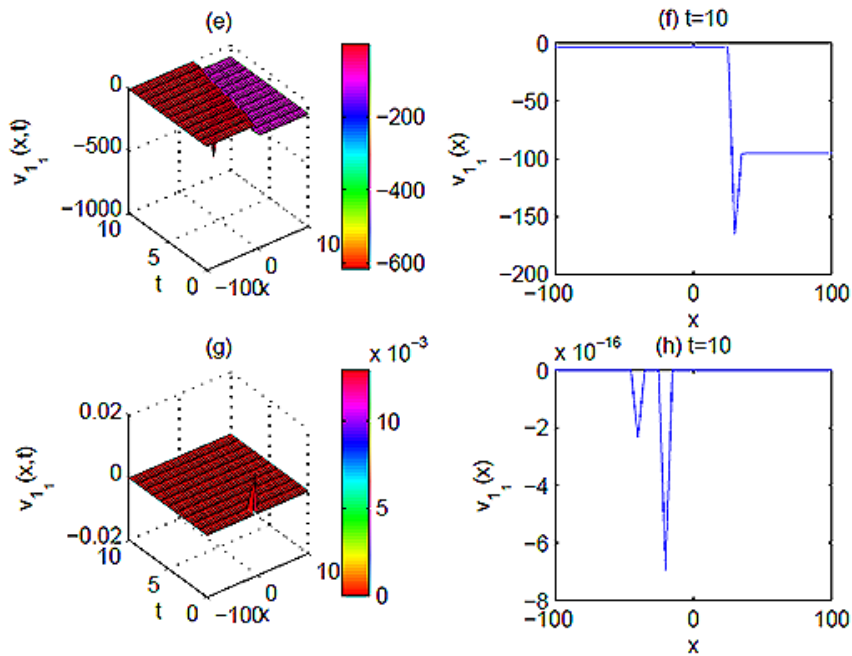 (e)
0
−500
−1000
v₁₁(x,t)
10
5
0
t
−100
0
10
x
−200
−400
−600
(f) t=10
0
−50
−100
−150
−200
v₁₁(x)
−100
0
100
x
(g)
x 10⁻³
0.02
0
−0.02
v₁₁(x,t)
10
5
0
t
−100
0
10
x
10
5
0
x 10⁻¹⁶
(h) t=10
0
−2
−4
−6
−8
v₁₁(x)
−100
0
100
x